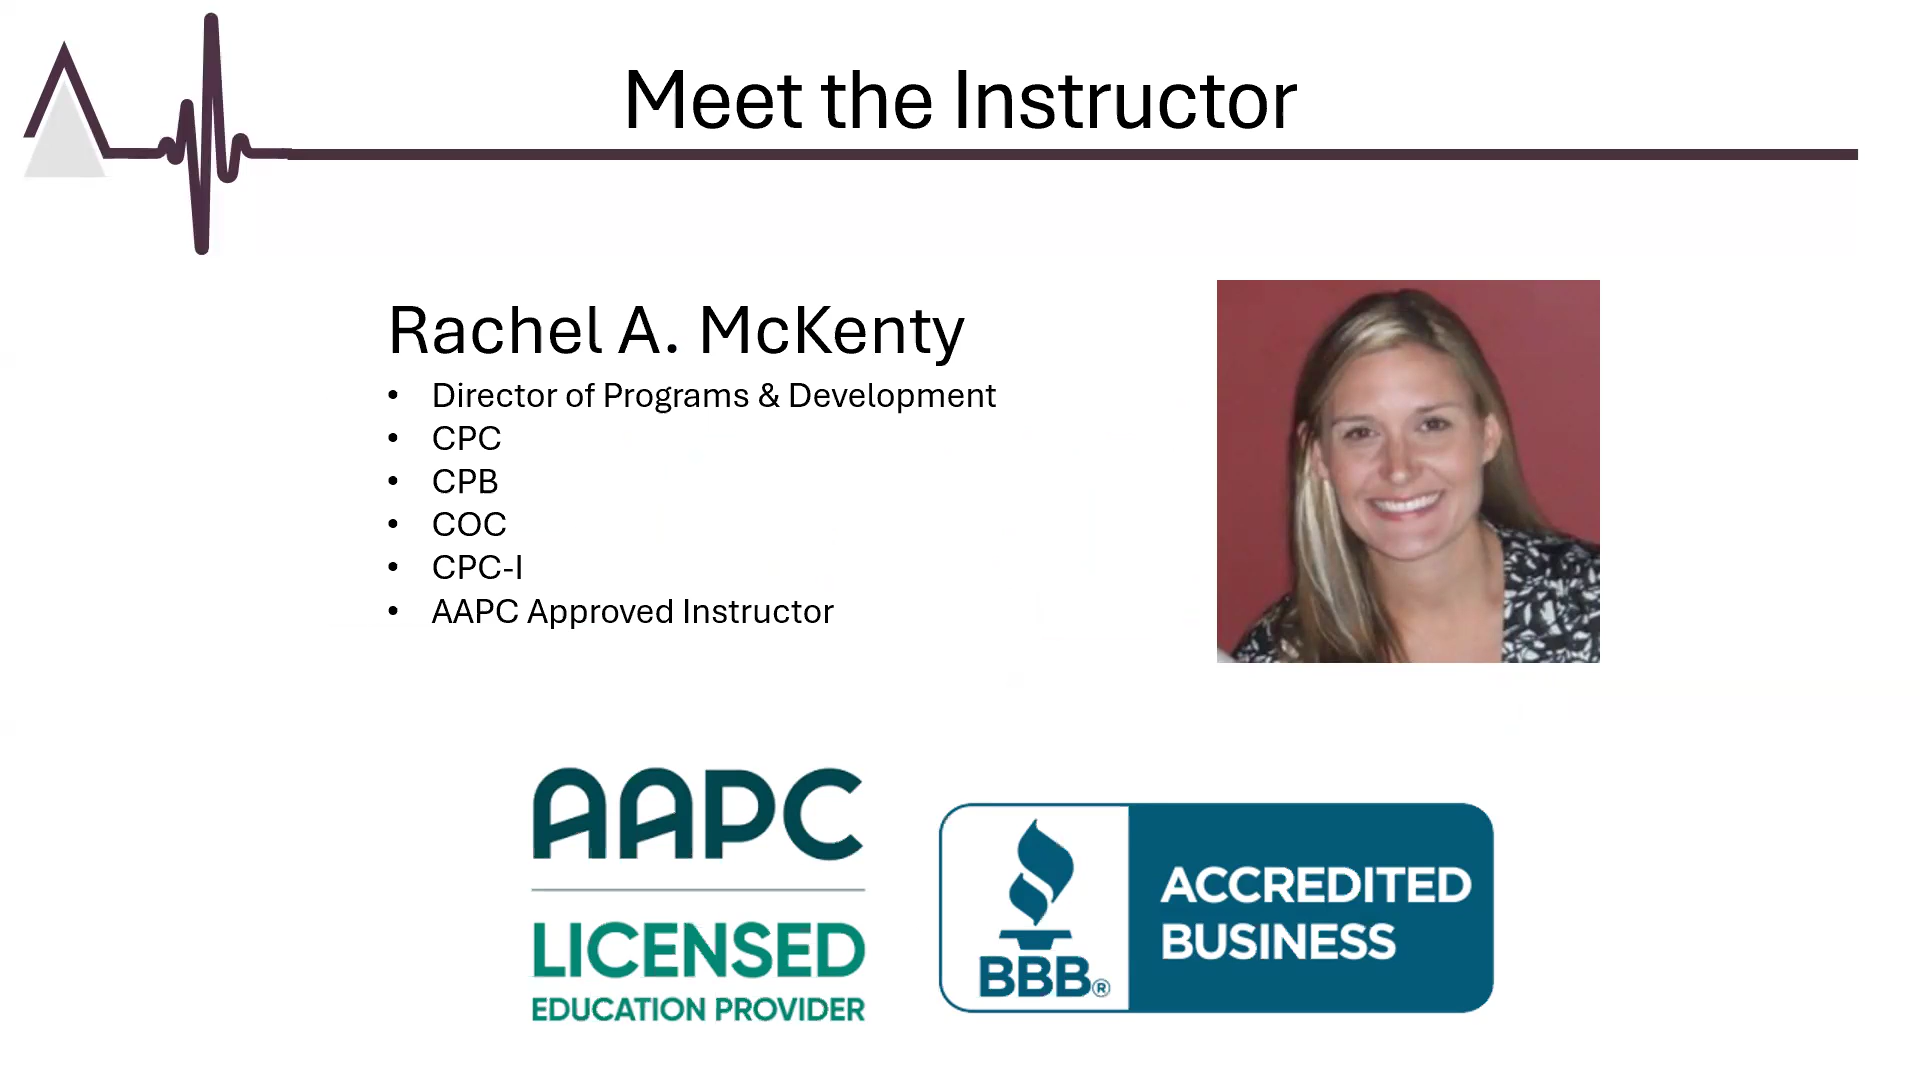 Meet the Instructor
Rachel A. McKenty
• Director of Programs & Development
• CPC
• CPB
• COC
• CPC-I
• AAPC Approved Instructor
AAPC
LICENSED
EDUCATION PROVIDER
BBB®
ACCREDITED
BUSINESS